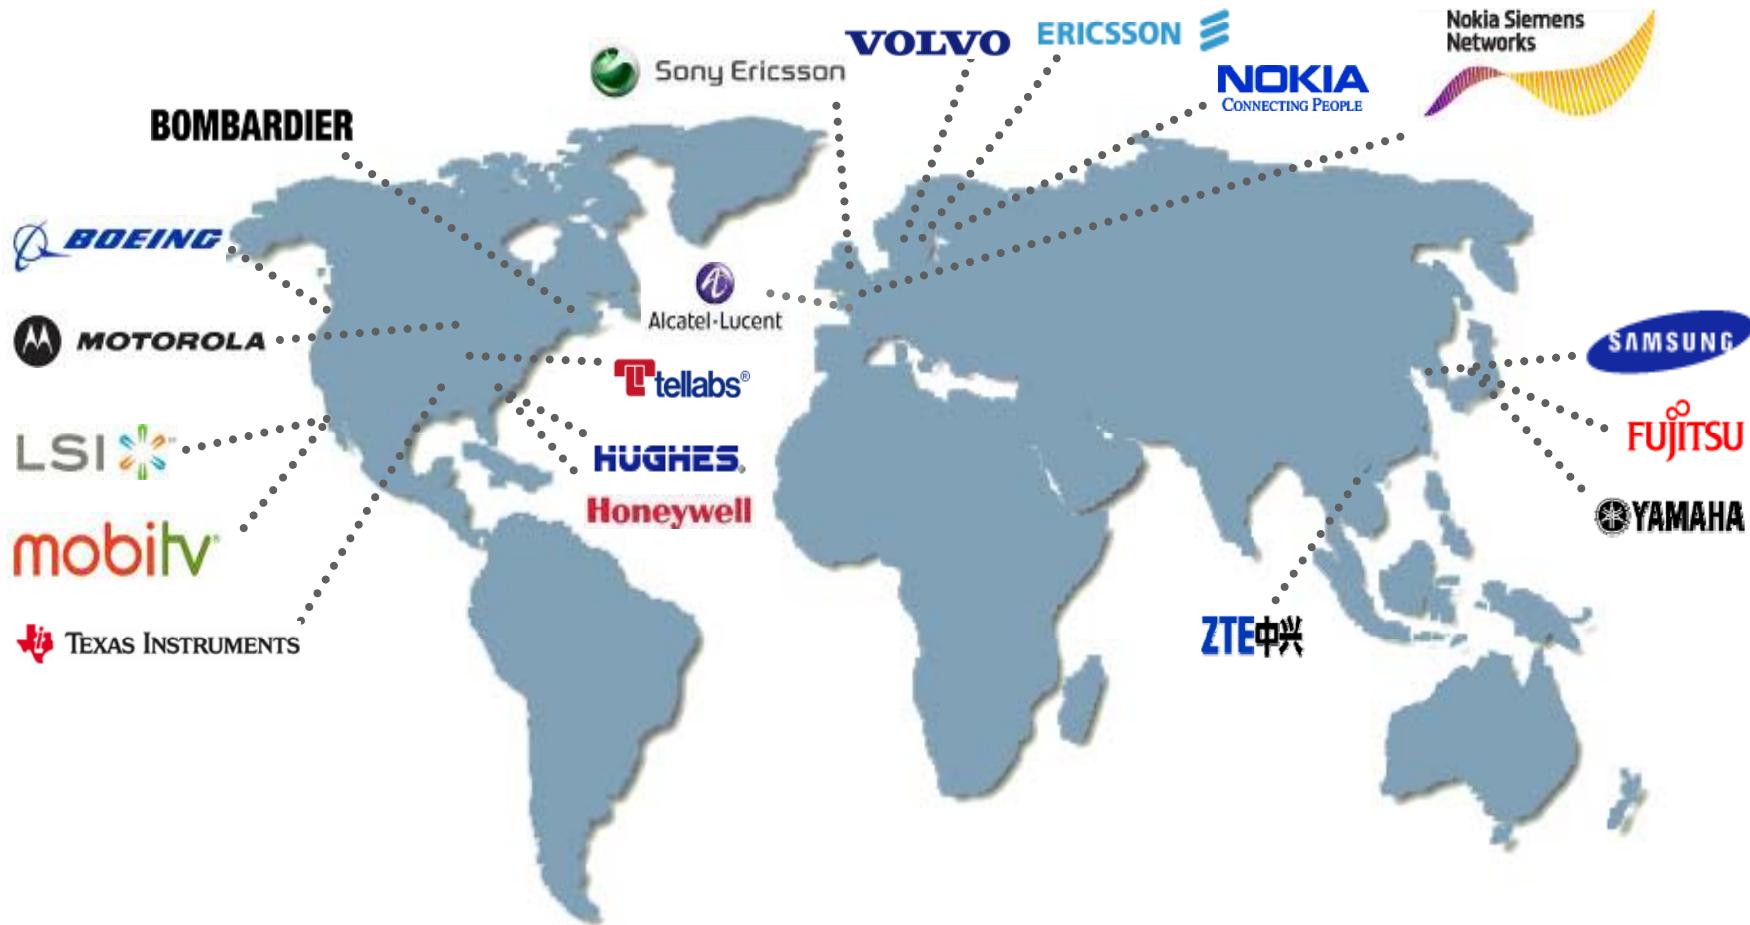 Nokia Siemens
Networks
VOLVO
ERICSSON
Sony Ericsson
NOKIA
CONNECTING PEOPLE
BOMBARDIER
BOEING
Alcatel·Lucent
MOTOROLA
SAMSUNG
tellabs®
FUJITSU
LSI
HUGHES®
Honeywell
YAMAHA
mobitv
TEXAS INSTRUMENTS
ZTE中兴